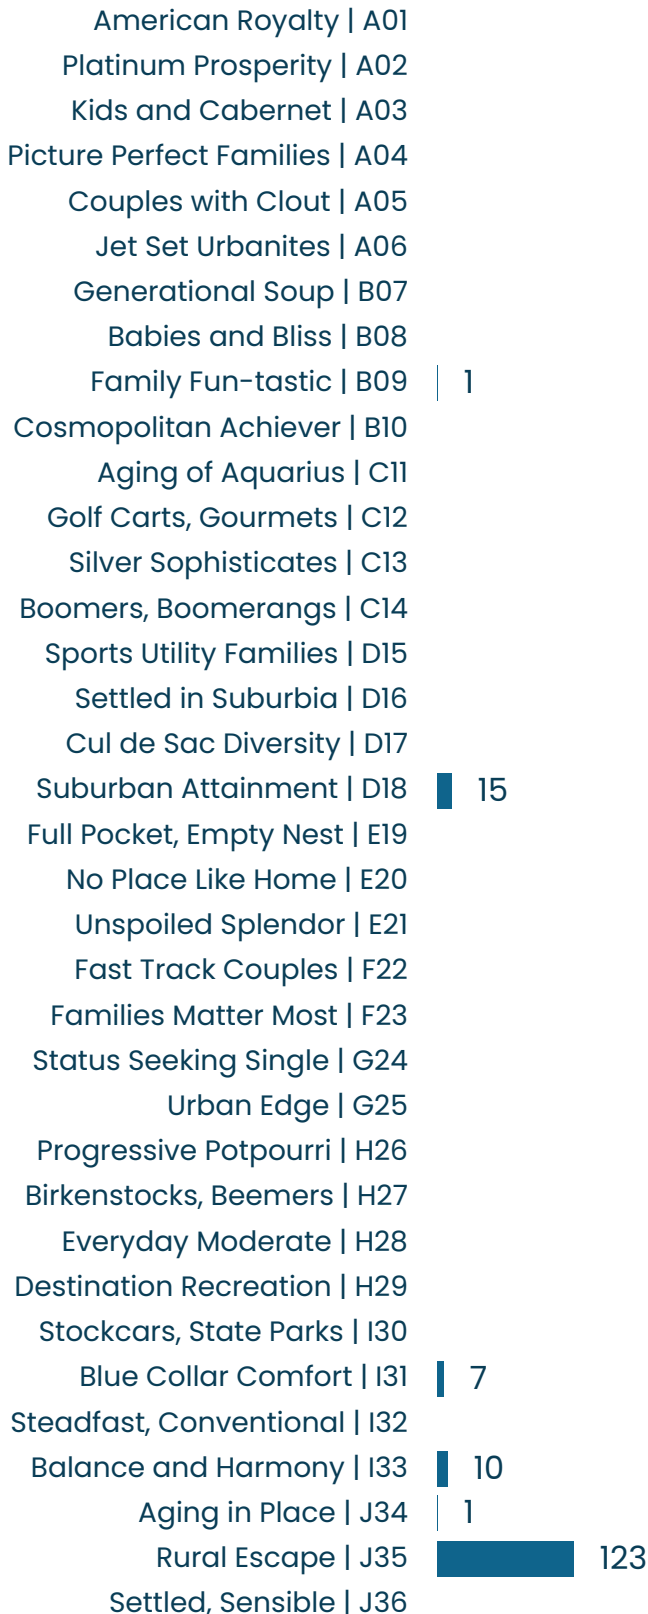 American Royalty | A01
Platinum Prosperity | A02
Kids and Cabernet | A03
Picture Perfect Families | A04
Couples with Clout | A05
Jet Set Urbanites | A06
Generational Soup | B07
Babies and Bliss | B08
Family Fun-tastic | B09 1
Cosmopolitan Achiever | B10
Aging of Aquarius | C11
Golf Carts, Gourmets | C12
Silver Sophisticates | C13
Boomers, Boomerangs | C14
Sports Utility Families | D15
Settled in Suburbia | D16
Cul de Sac Diversity | D17
Suburban Attainment | D18 15
Full Pocket, Empty Nest | E19
No Place Like Home | E20
Unspoiled Splendor | E21
Fast Track Couples | F22
Families Matter Most | F23
Status Seeking Single | G24
Urban Edge | G25
Progressive Potpourri | H26
Birkenstocks, Beemers | H27
Everyday Moderate | H28
Destination Recreation | H29
Stockcars, State Parks | I30
Blue Collar Comfort | I31 7
Steadfast, Conventional | I32
Balance and Harmony | I33 10
Aging in Place | J34 1
Rural Escape | J35 123
Settled, Sensible | J36